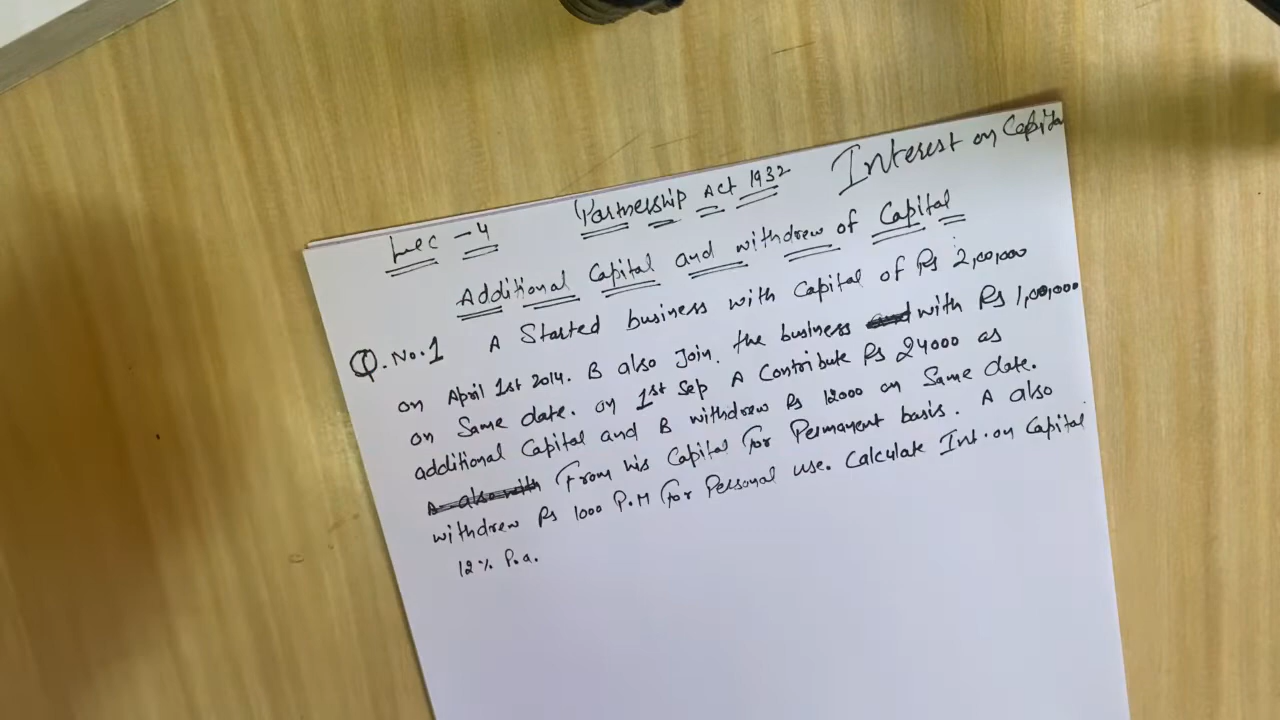 Interest on Capita
Lec - 4 Partnership Act 1932
Additional Capital and withdrew of Capital
Q. No. 1 A Started business with Capital of Rs 2,00,000
on April 1st 2014. B also Join. the business with Rs 1,00,000
on Same date. on 1st Sep A Contribute Rs 24000 as
additional Capital and B withdrew Rs 12000 on Same date.
From his Capital for Permanent basis. A also
withdrew Rs 1000 P.M for Personal use. Calculate Int. on Capital
12% P.a.